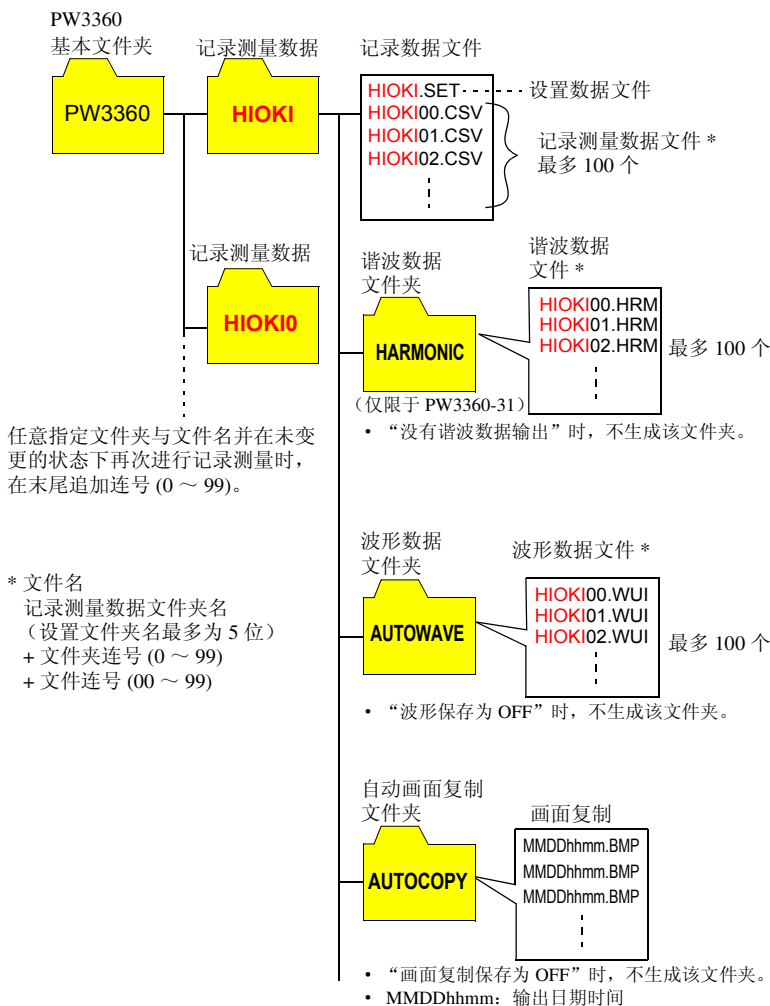 PW3360
基本文件夹
记录测量数据
记录数据文件
PW3360
HIOKI
HIOKI.SET
设置数据文件
HIOKI00.CSV
HIOKI01.CSV
HIOKI02.CSV
记录测量数据文件 *
最多 100 个
记录测量数据
HIOKI0
谐波数据
文件夹
HARMONIC
（仅限于 PW3360-31）
谐波数据
文件 *
HIOKI00.HRM
HIOKI01.HRM
HIOKI02.HRM
最多 100 个
• “没有谐波数据输出”时，不生成该文件夹。
任意指定文件夹与文件名并在未变
更的状态下再次进行记录测量时，
在末尾追加连号 (0 ～ 99)。
* 文件名
记录测量数据文件夹名
（设置文件夹名最多为 5 位）
+ 文件夹连号 (0 ～ 99)
+ 文件连号 (00 ～ 99)
波形数据
文件夹
AUTOWAVE
波形数据文件 *
HIOKI00.WUI
HIOKI01.WUI
HIOKI02.WUI
最多 100 个
• “波形保存为 OFF”时，不生成该文件夹。
自动画面复制
文件夹
AUTOCOPY
画面复制
MMDDhhmm.BMP
MMDDhhmm.BMP
MMDDhhmm.BMP
• “画面复制保存为 OFF”时，不生成该文件夹。
• MMDDhhmm：输出日期时间